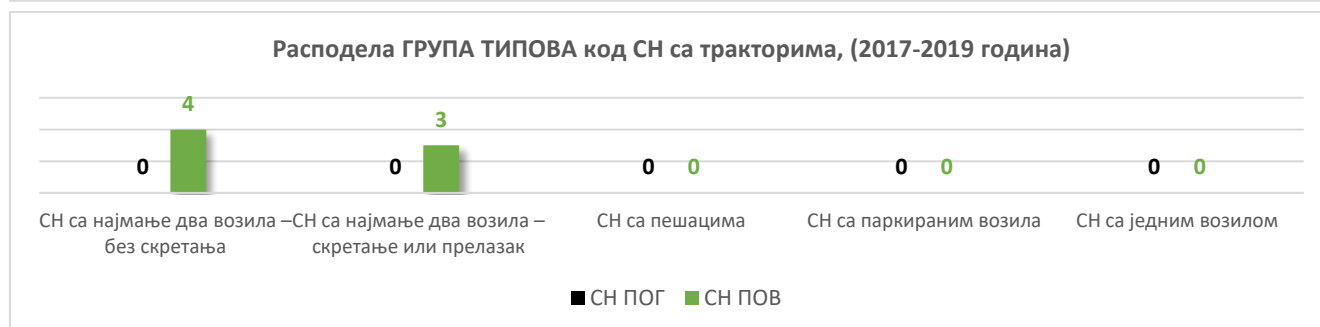 Расподела ГРУПА ТИПОВА код СН са тракторима, (2017-2019 година)
4
3
0
0
0 0
0 0
0 0
СН са најмање два возила –
без скретања
СН са најмање два возила –
скретање или прелазак
СН са пешацима
СН са паркираним возила
СН са једним возилом
СН ПОГ
СН ПОВ